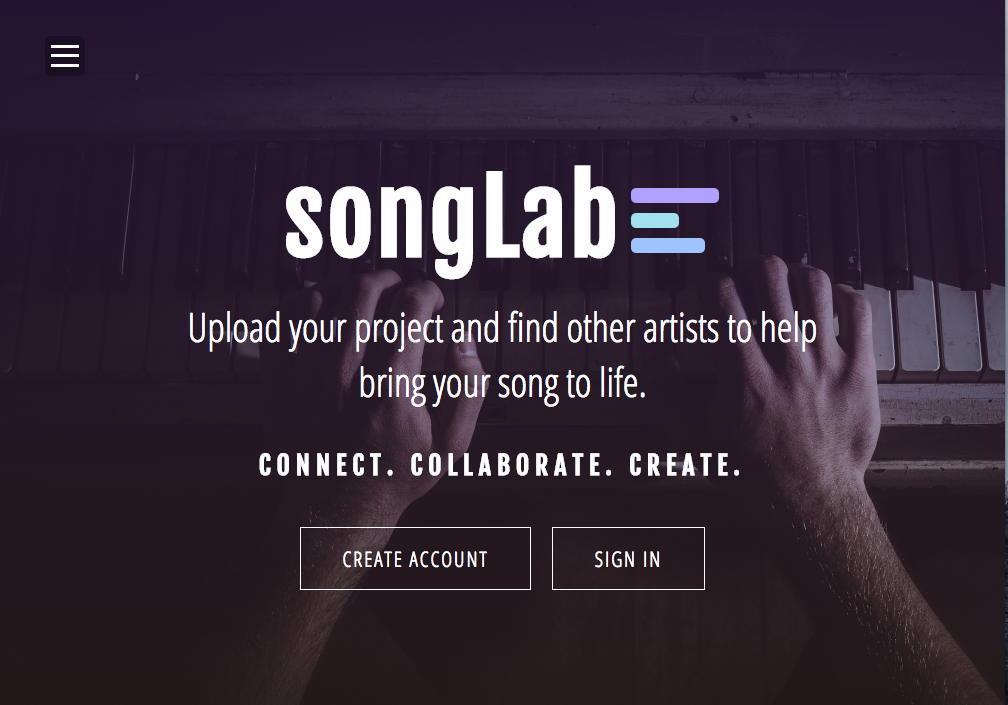 songLab
Upload your project and find other artists to help
bring your song to life.
CONNECT. COLLABORATE. CREATE.
CREATE ACCOUNT
SIGN IN